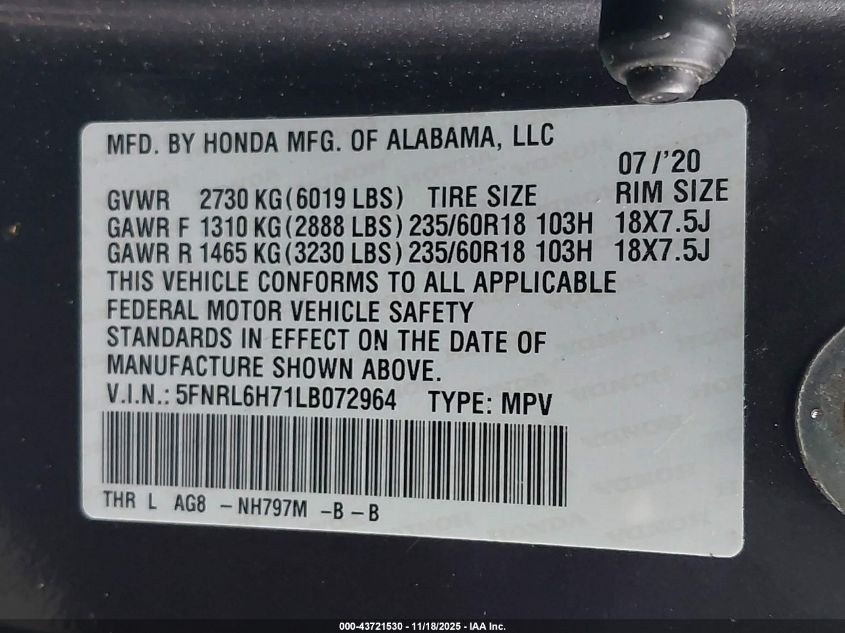 MFD. BY HONDA MFG. OF ALABAMA, LLC
07/'20
GVWR 2730 KG(6019 LBS) TIRE SIZE RIM SIZE
GAWR F 1310 KG(2888 LBS) 235/60R18 103H 18X7.5J
GAWR R 1465 KG(3230 LBS) 235/60R18 103H 18X7.5J
THIS VEHICLE CONFORMS TO ALL APPLICABLE
FEDERAL MOTOR VEHICLE SAFETY
STANDARDS IN EFFECT ON THE DATE OF
MANUFACTURE SHOWN ABOVE.
V.I.N.: 5FNRL6H71LB072964 TYPE: MPV
THR L AG8 - NH797M -B - B
000-43721530 - 11/18/2025 - IAA Inc.